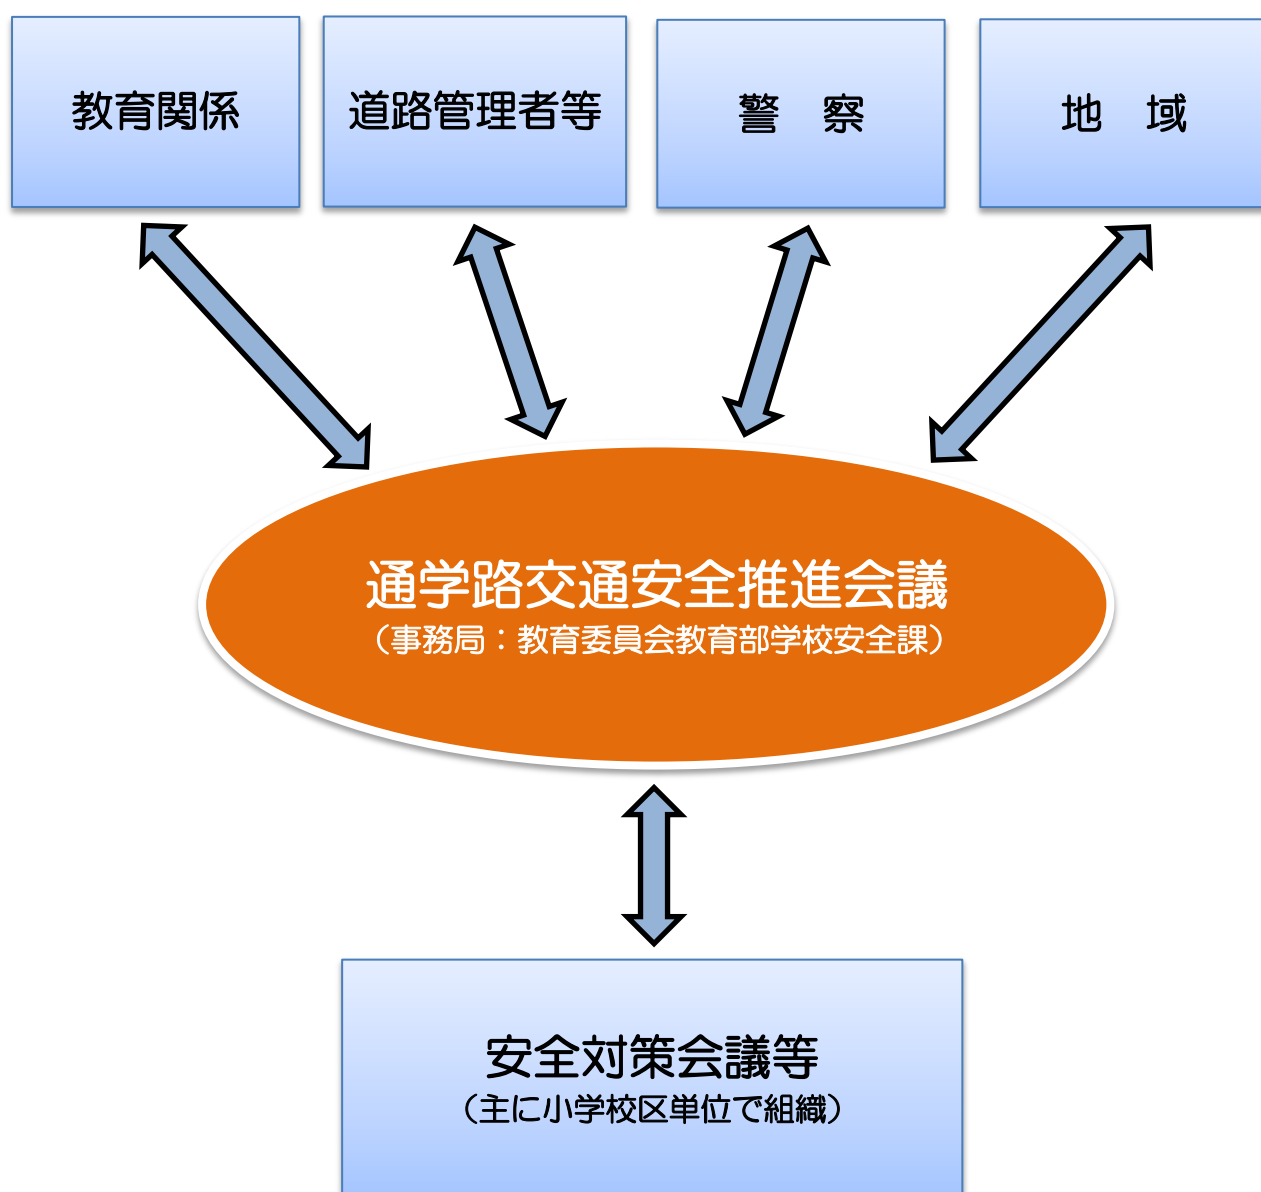 教育関係
道路管理者等
警　察
地　域
通学路交通安全推進会議
（事務局：教育委員会教育部学校安全課）
安全対策会議等
（主に小学校区単位で組織）